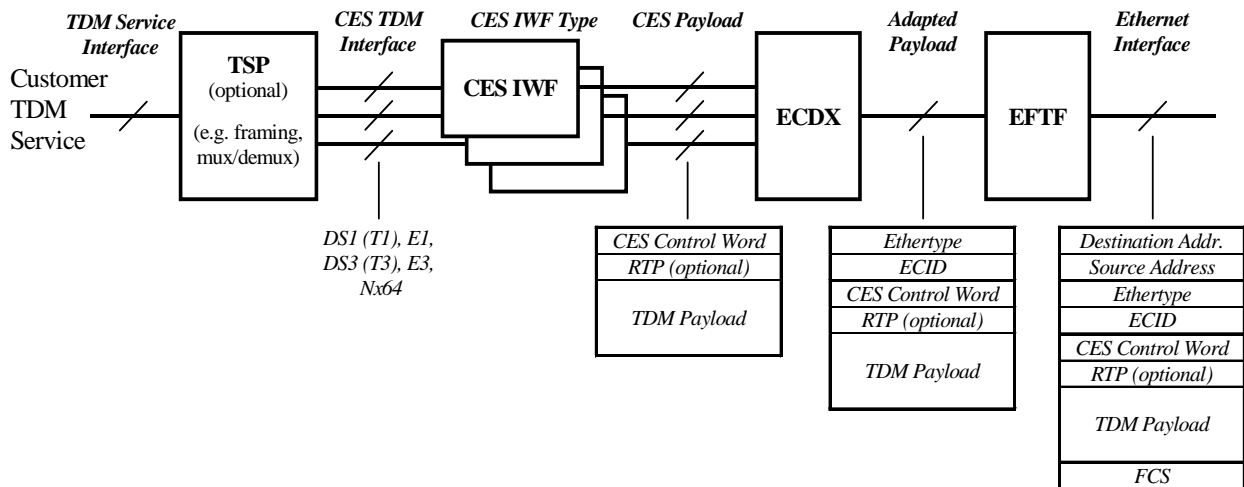 TDM Service
Interface
CES TDM
Interface
CES IWF Type
CES Payload
Adapted
Payload
Ethernet
Interface
Customer
TDM
Service
TSP
(optional)
(e.g. framing,
mux/demux)
CES IWF
ECDX
EFTF
DS1 (T1), E1,
DS3 (T3), E3,
Nx64
CES Control Word
RTP (optional)
TDM Payload
Ethertype
ECID
CES Control Word
RTP (optional)
TDM Payload
Destination Addr.
Source Address
Ethertype
ECID
CES Control Word
RTP (optional)
TDM Payload
FCS